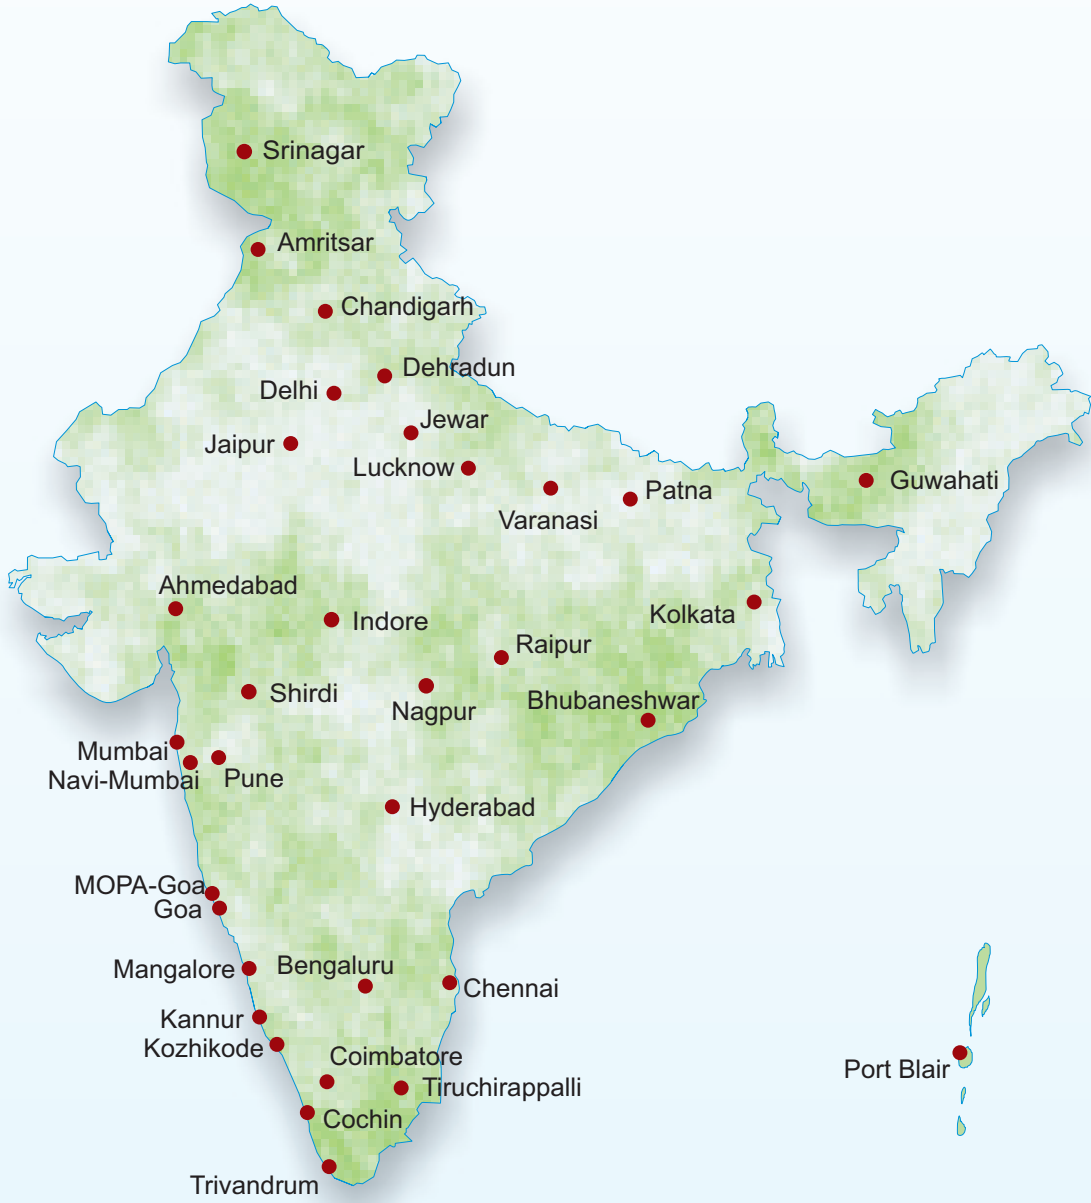 Srinagar
Amritsar
Chandigarh
Dehradun
Delhi
Jewar
Jaipur
Lucknow
Guwahati
Patna
Varanasi
Ahmedabad
Kolkata
Indore
Raipur
Shirdi
Bhubaneshwar
Nagpur
Mumbai
Navi-Mumbai
Pune
Hyderabad
MOPA-Goa
Goa
Bengaluru
Mangalore
Chennai
Kannur
Kozhikode
Coimbatore
Port Blair
Tiruchirappalli
Cochin
Trivandrum